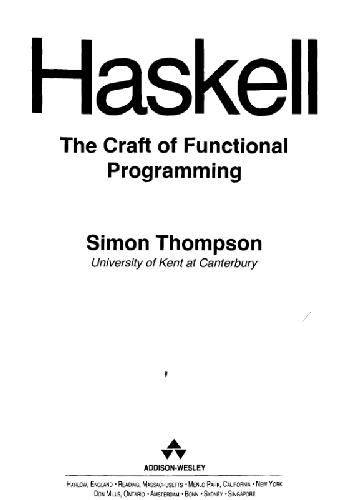 Haskell
The Craft of Functional
Programming
Simon Thompson
University of Kent at Canterbury
ADDISON-WESLEY
HARLOW, ENGLAND • READING, MASSACHUSETTS • MENLO PARK, CALIFORNIA • NEW YORK
DON MILLS, ONTARIO • AMSTERDAM • BONN • SYDNEY • SINGAPORE